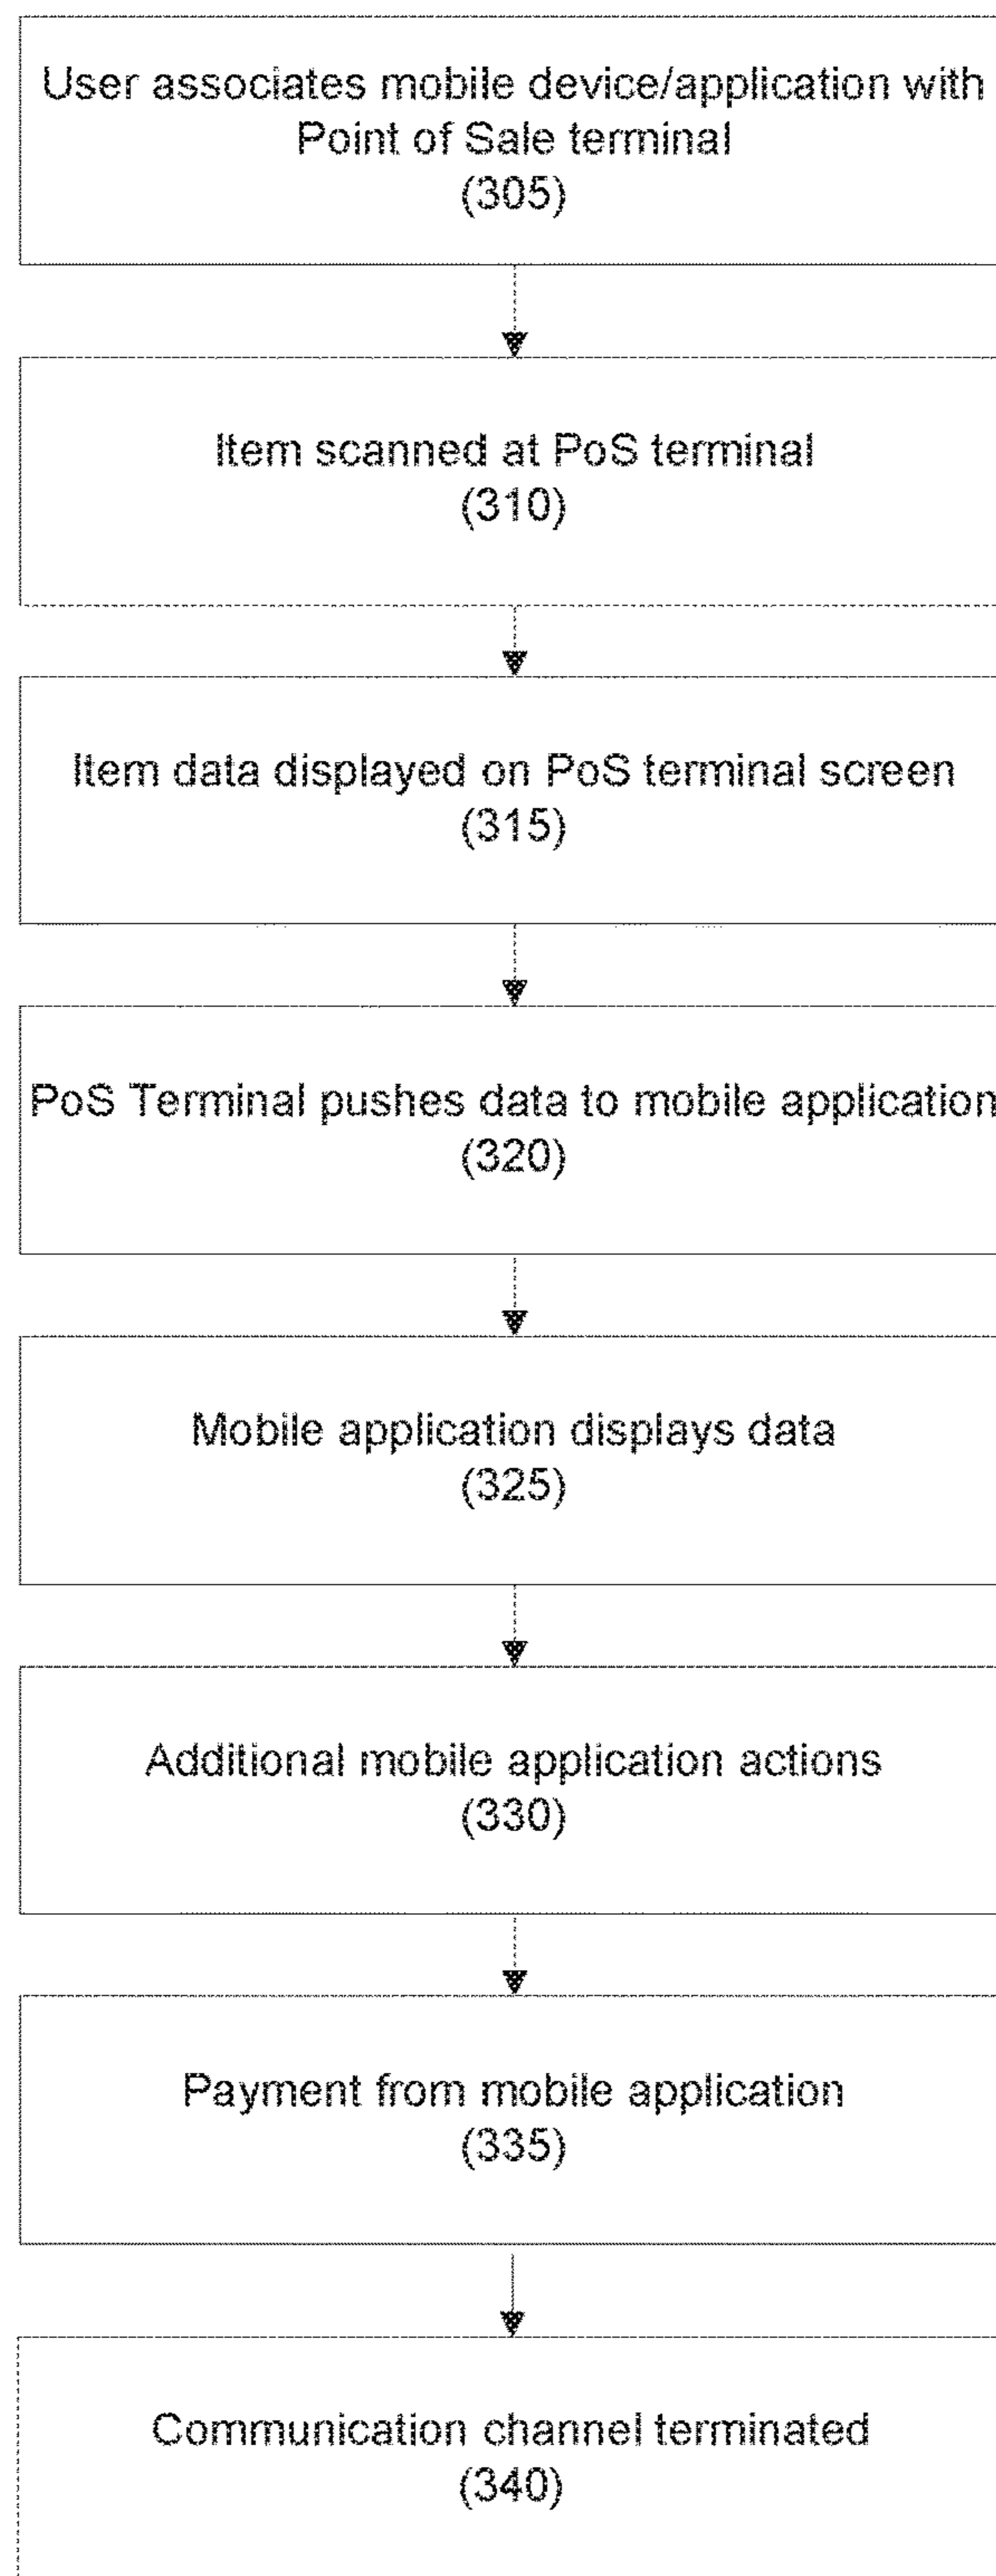 User associates mobile device/application with
Point of Sale terminal
(305)
Item scanned at PoS terminal
(310)
Item data displayed on PoS terminal screen
(315)
PoS Terminal pushes data to mobile application
(320)
Mobile application displays data
(325)
Additional mobile application actions
(330)
Payment from mobile application
(335)
Communication channel terminated
(340)